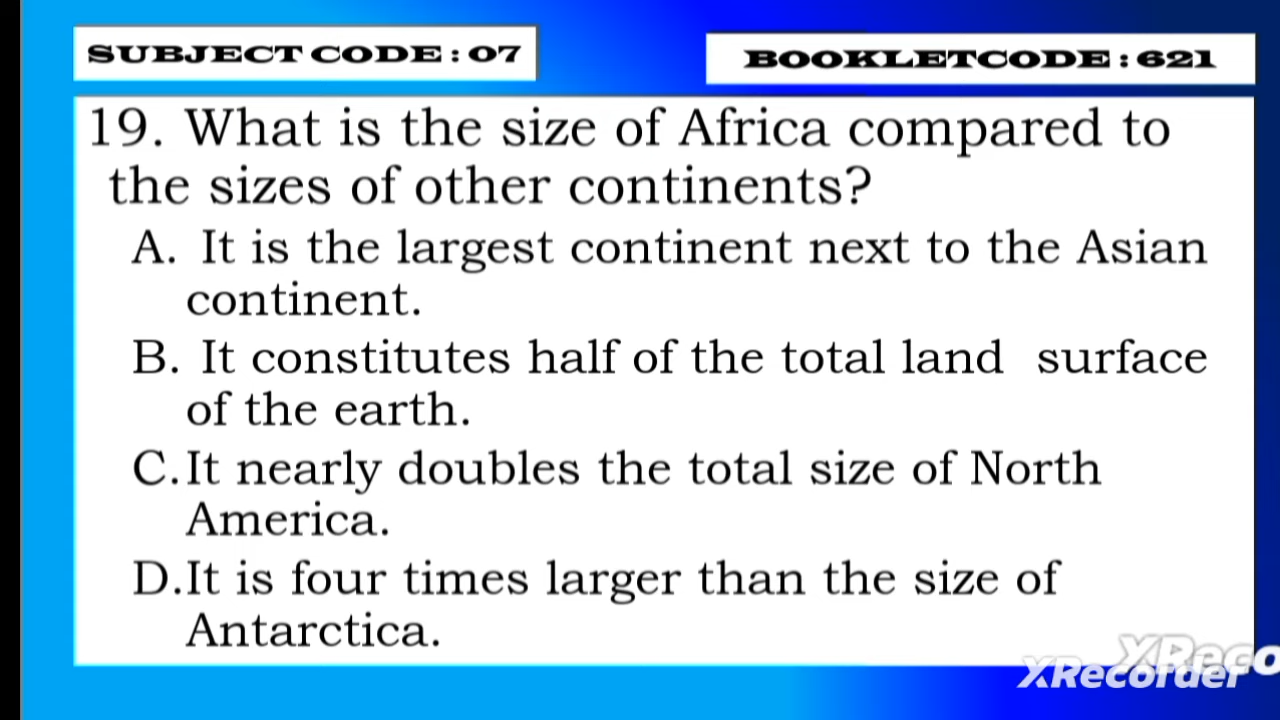 SUBJECT CODE : 07
BOOKLETCODE : 621
19. What is the size of Africa compared to
the sizes of other continents?
A. It is the largest continent next to the Asian
continent.
B. It constitutes half of the total land surface
of the earth.
C.It nearly doubles the total size of North
America.
D.It is four times larger than the size of
Antarctica.
XReco
XRecorder